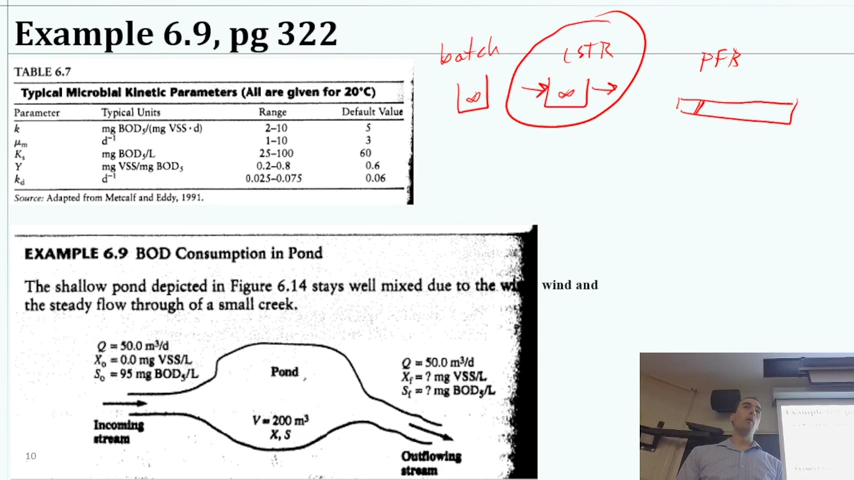 Example 6.9, pg 322
batch
CSTR
PFR
TABLE 6.7
Typical Microbial Kinetic Parameters (All are given for 20°C)
Parameter Typical Units Range Default Value
k mg BOD₅/(mg VSS · d) 2–10 5
μₘ d⁻¹ 1–10 3
Kₛ mg BOD₅/L 25–100 60
Y mg VSS/mg BOD₅ 0.2–0.8 0.6
k_d d⁻¹ 0.025–0.075 0.06
Source: Adapted from Metcalf and Eddy, 1991.
EXAMPLE 6.9 BOD Consumption in Pond
The shallow pond depicted in Figure 6.14 stays well mixed due to the wind and
the steady flow through of a small creek.
Q = 50.0 m³/d
X₀ = 0.0 mg VSS/L
S₀ = 95 mg BOD₅/L
Pond
Q = 50.0 m³/d
X_f = ? mg VSS/L
S_f = ? mg BOD₅/L
Incoming
stream
V = 200 m³
X, S
Outflowing
stream
10